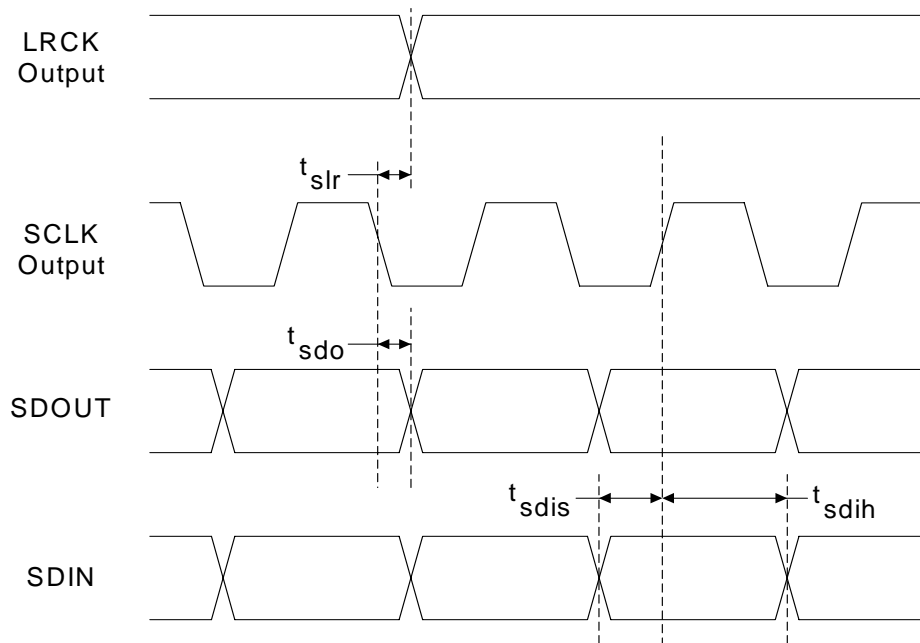 LRCK
Output
t slr
SCLK
Output
t sdo
SDOUT
t sdis
t sdih
SDIN